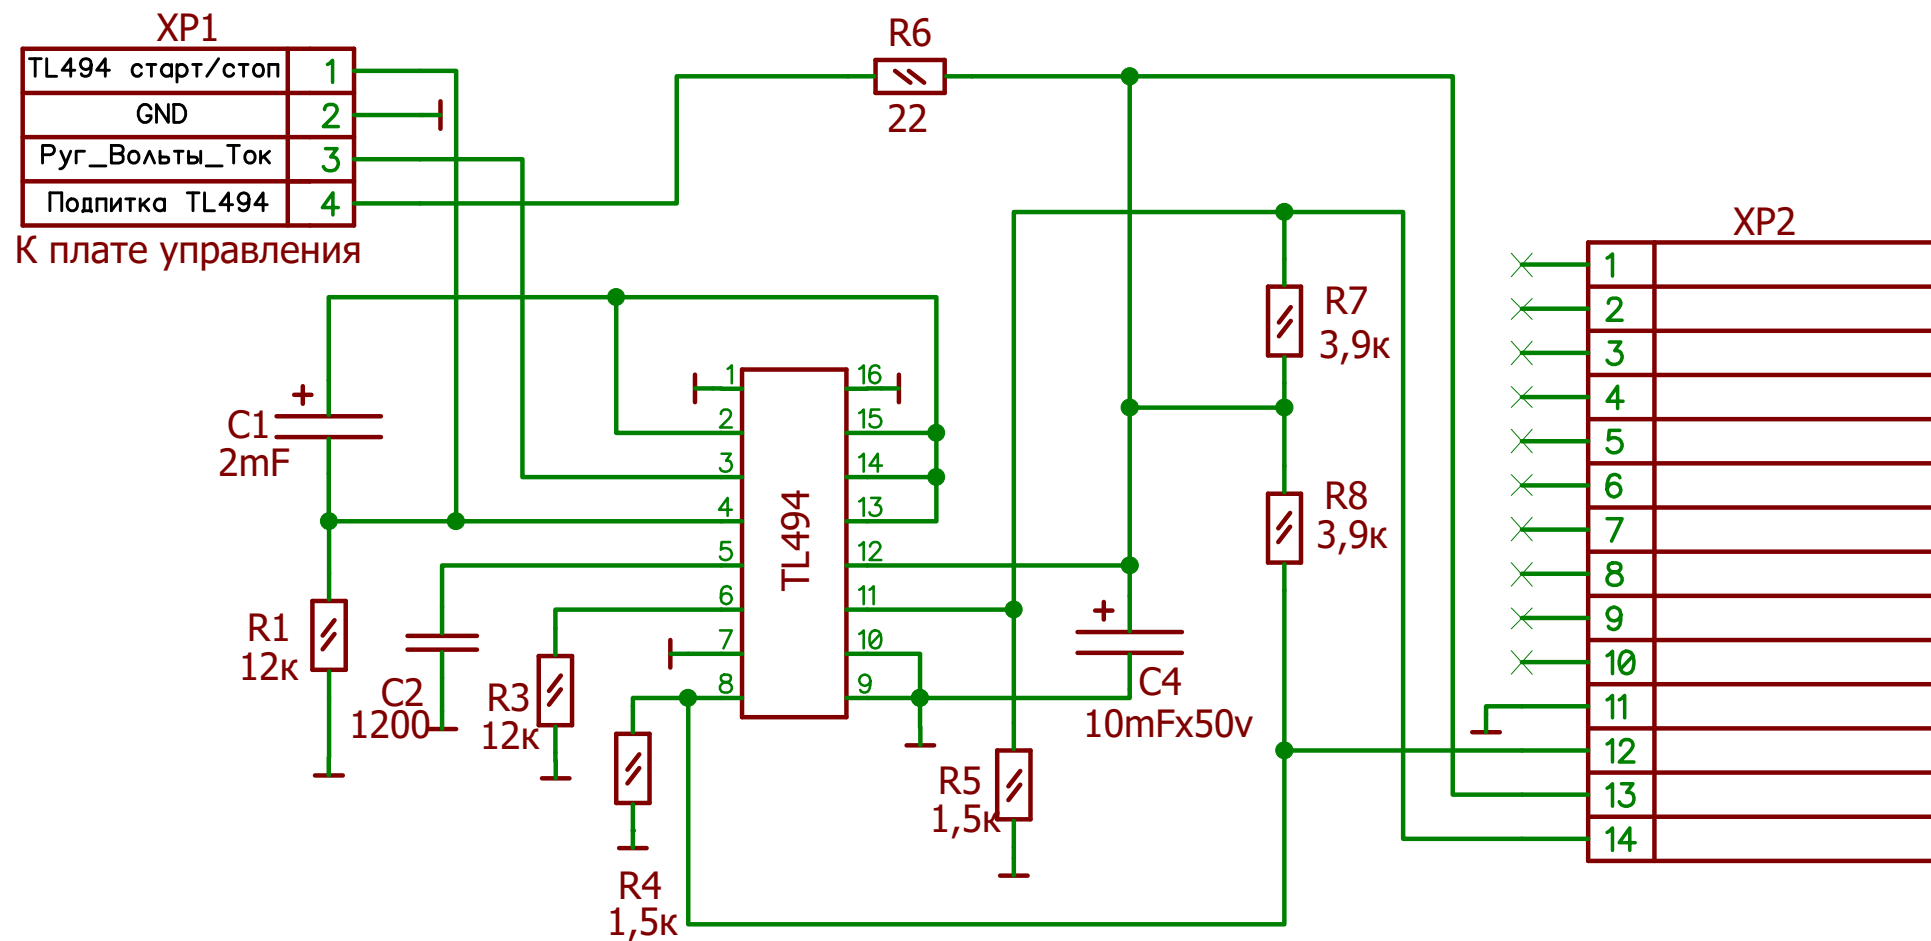 XP1
TL494 старт/стоп 1
GND 2
Руг_Вольты_Ток 3
Подпитка TL494 4
К плате управления
R6
22
XP2
1
2
3
4
5
6
7
8
9
10
11
12
13
14
R7
3,9к
R8
3,9к
+
C1
2mF
TL494
1
2
3
4
5
6
7
8
16
15
14
13
12
11
10
9
R1
12к
C2
1200
R3
12к
R4
1,5к
R5
1,5к
+
C4
10mFx50v